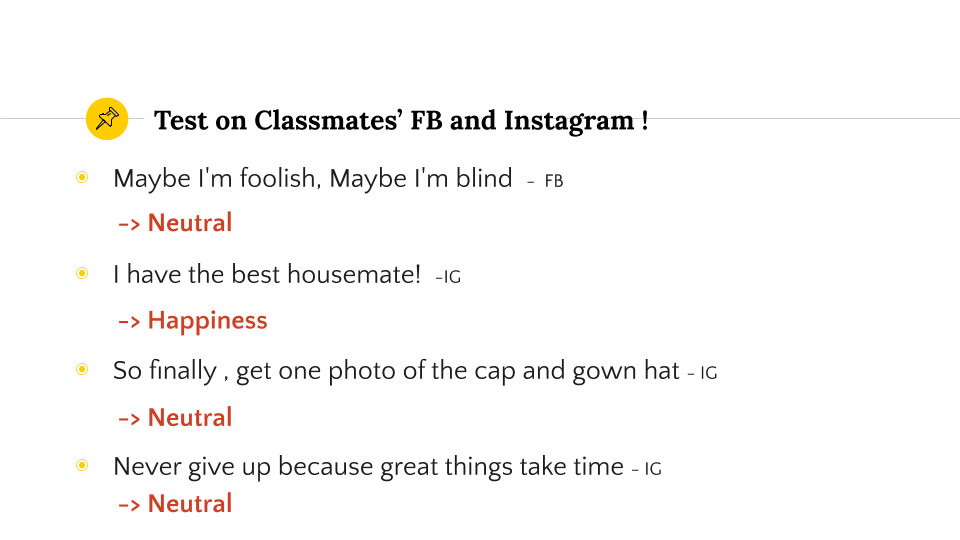 Test on Classmates’ FB and Instagram !
Maybe I'm foolish, Maybe I'm blind - FB
-> Neutral
I have the best housemate! -IG
-> Happiness
So finally , get one photo of the cap and gown hat - IG
-> Neutral
Never give up because great things take time - IG
-> Neutral